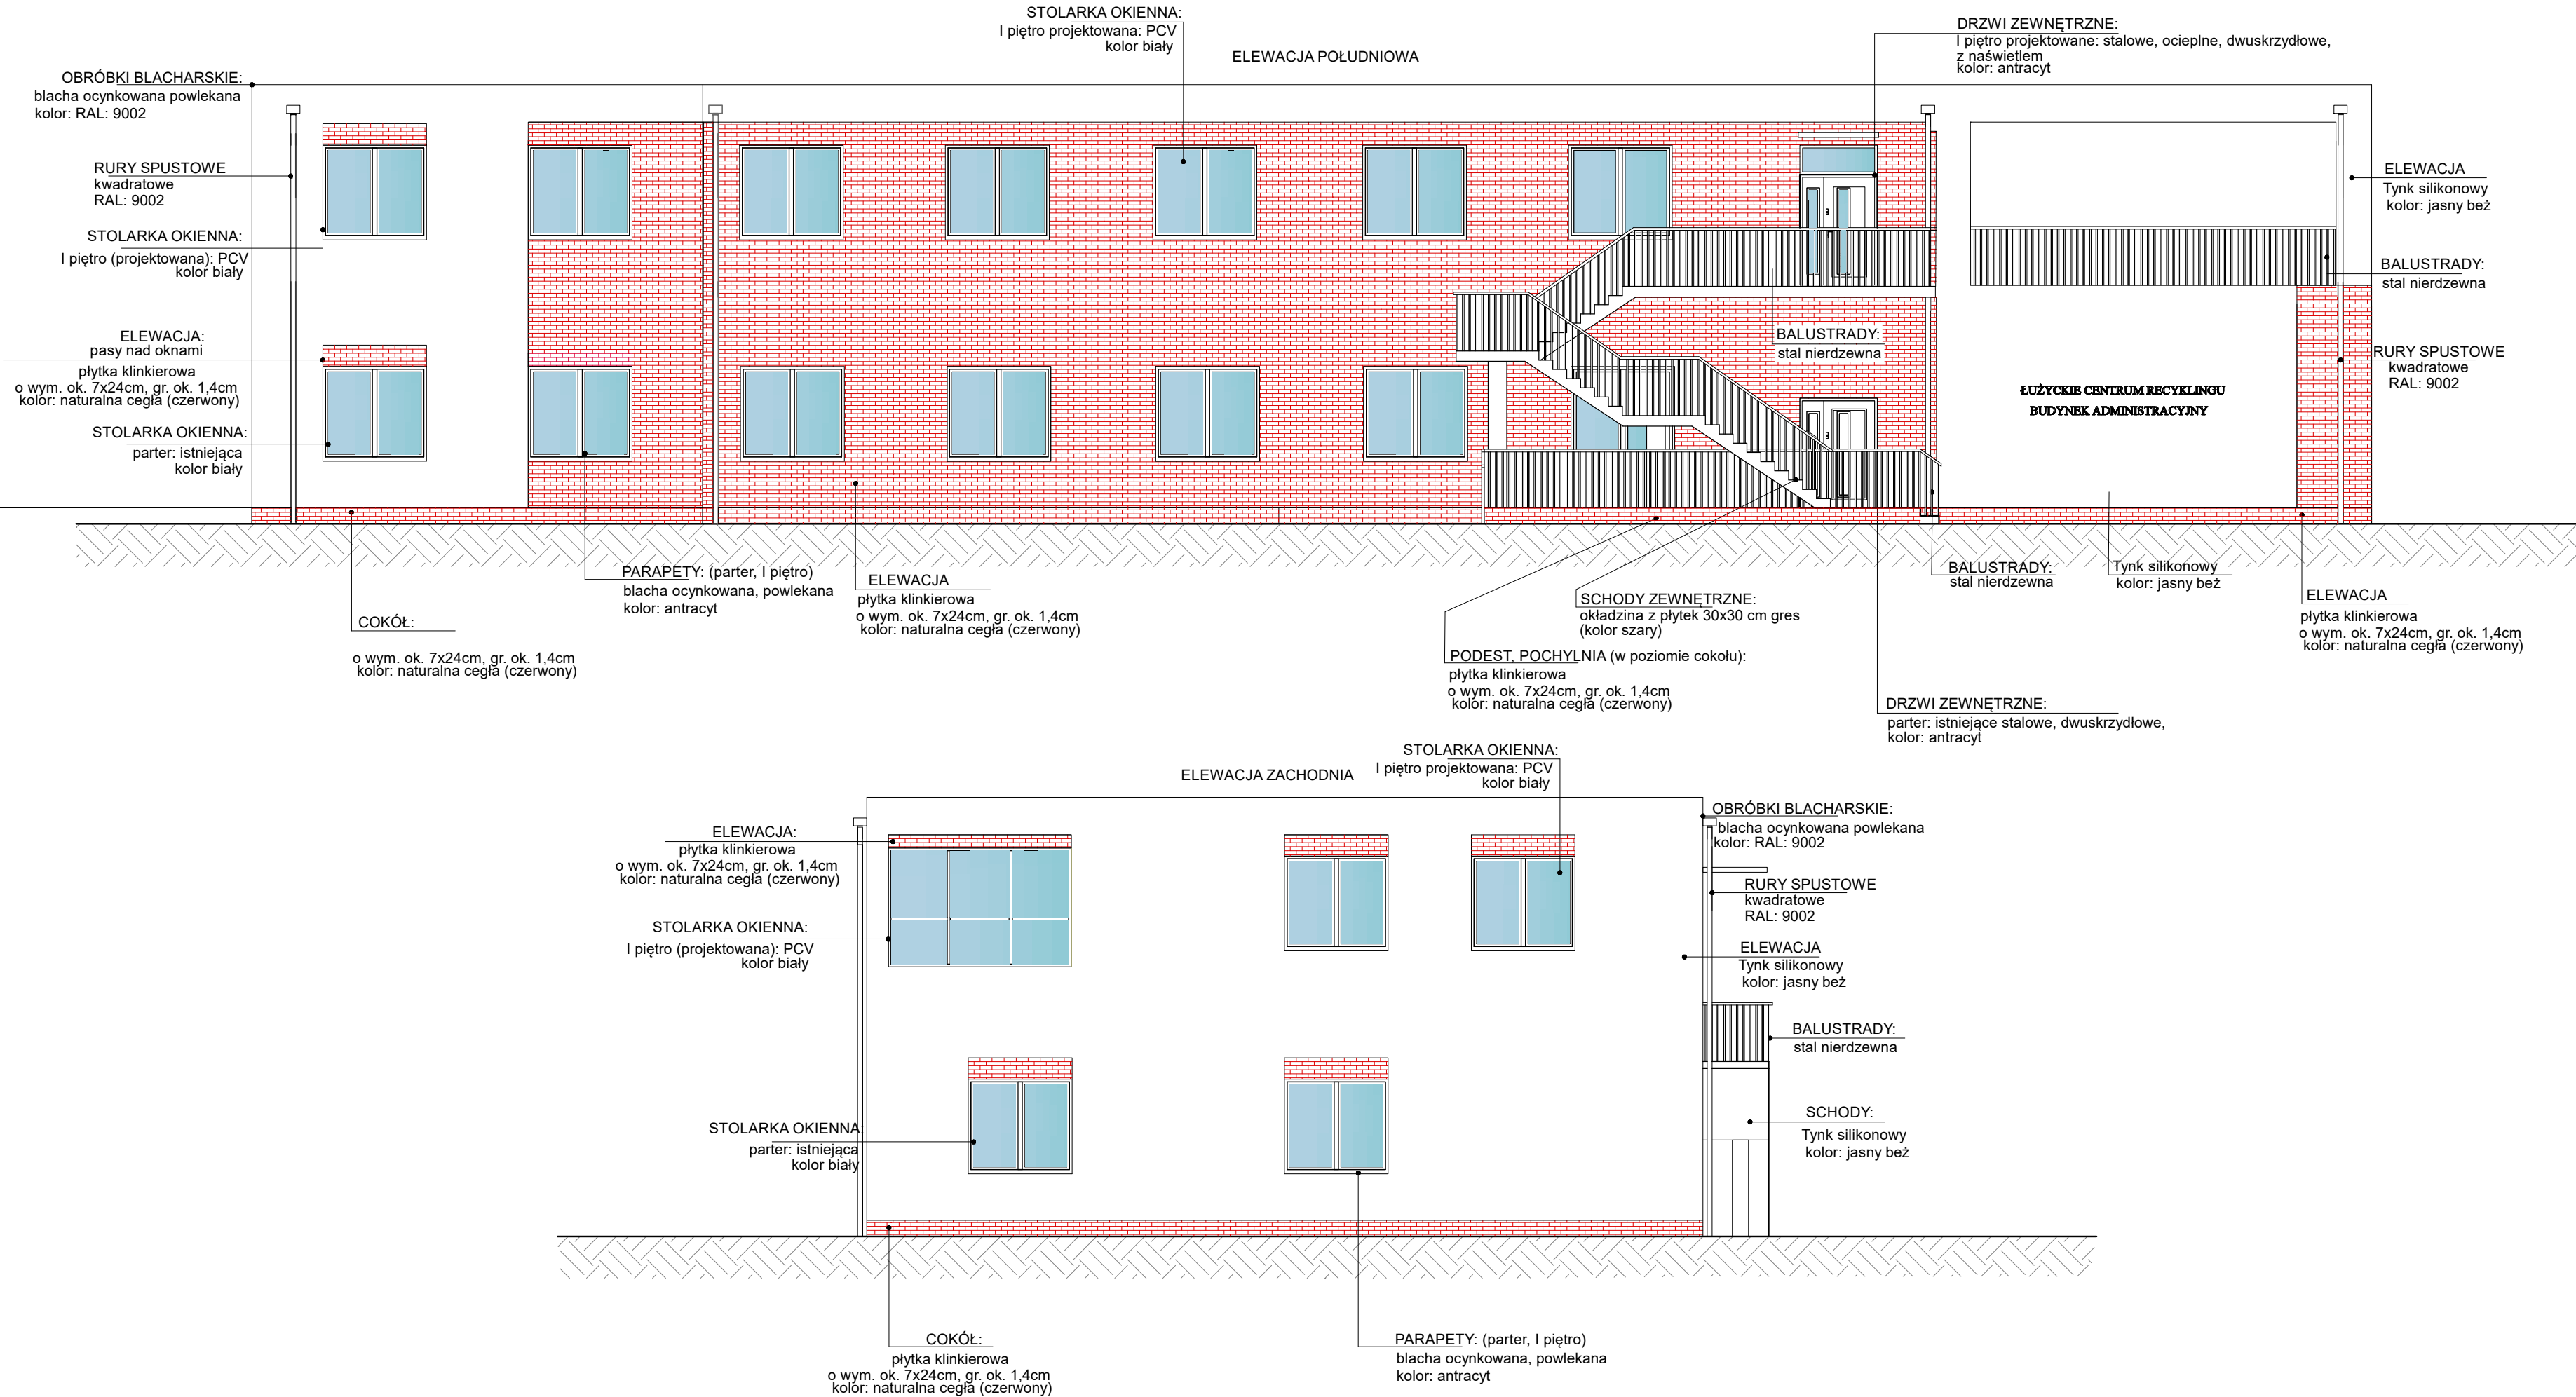 STOLARKA OKIENNA:
I piętro projektowana: PCV
kolor biały
ELEWACJA POŁUDNIOWA
DRZWI ZEWNĘTRZNE:
I piętro projektowane: stalowe, ocieplne, dwuskrzydłowe,
z naświetlem
kolor: antracyt
OBRÓBKI BLACHARSKIE:
blacha ocynkowana powlekana
kolor: RAL: 9002
RURY SPUSTOWE
kwadratowe
RAL: 9002
STOLARKA OKIENNA:
I piętro (projektowana): PCV
kolor biały
ELEWACJA:
pasy nad oknami
płytka klinkierowa
o wym. ok. 7x24cm, gr. ok. 1,4cm
kolor: naturalna cegła (czerwony)
STOLARKA OKIENNA:
parter: istniejąca
kolor biały
ELEWACJA
Tynk silikonowy
kolor: jasny beż
BALUSTRADY:
stal nierdzewna
BALUSTRADY:
stal nierdzewna
RURY SPUSTOWE
kwadratowe
RAL: 9002
ŁUŻYCKIE CENTRUM RECYKLINGU
BUDYNEK ADMINISTRACYJNY
COKÓŁ:
o wym. ok. 7x24cm, gr. ok. 1,4cm
kolor: naturalna cegła (czerwony)
PARAPETY: (parter, I piętro)
blacha ocynkowana, powlekana
kolor: antracyt
ELEWACJA
płytka klinkierowa
o wym. ok. 7x24cm, gr. ok. 1,4cm
kolor: naturalna cegła (czerwony)
SCHODY ZEWNĘTRZNE:
okładzina z płytek 30x30 cm gres
(kolor szary)
PODEST, POCHYLNIA (w poziomie cokołu):
płytka klinkierowa
o wym. ok. 7x24cm, gr. ok. 1,4cm
kolor: naturalna cegła (czerwony)
BALUSTRADY:
stal nierdzewna
Tynk silikonowy
kolor: jasny beż
ELEWACJA
płytka klinkierowa
o wym. ok. 7x24cm, gr. ok. 1,4cm
kolor: naturalna cegła (czerwony)
DRZWI ZEWNĘTRZNE:
parter: istniejące stalowe, dwuskrzydłowe,
kolor: antracyt
ELEWACJA ZACHODNIA
STOLARKA OKIENNA:
I piętro projektowana: PCV
kolor biały
ELEWACJA:
płytka klinkierowa
o wym. ok. 7x24cm, gr. ok. 1,4cm
kolor: naturalna cegła (czerwony)
STOLARKA OKIENNA:
I piętro (projektowana): PCV
kolor biały
STOLARKA OKIENNA:
parter: istniejąca
kolor biały
OBRÓBKI BLACHARSKIE:
blacha ocynkowana powlekana
kolor: RAL: 9002
RURY SPUSTOWE
kwadratowe
RAL: 9002
ELEWACJA
Tynk silikonowy
kolor: jasny beż
BALUSTRADY:
stal nierdzewna
SCHODY:
Tynk silikonowy
kolor: jasny beż
COKÓŁ:
płytka klinkierowa
o wym. ok. 7x24cm, gr. ok. 1,4cm
kolor: naturalna cegła (czerwony)
PARAPETY: (parter, I piętro)
blacha ocynkowana, powlekana
kolor: antracyt